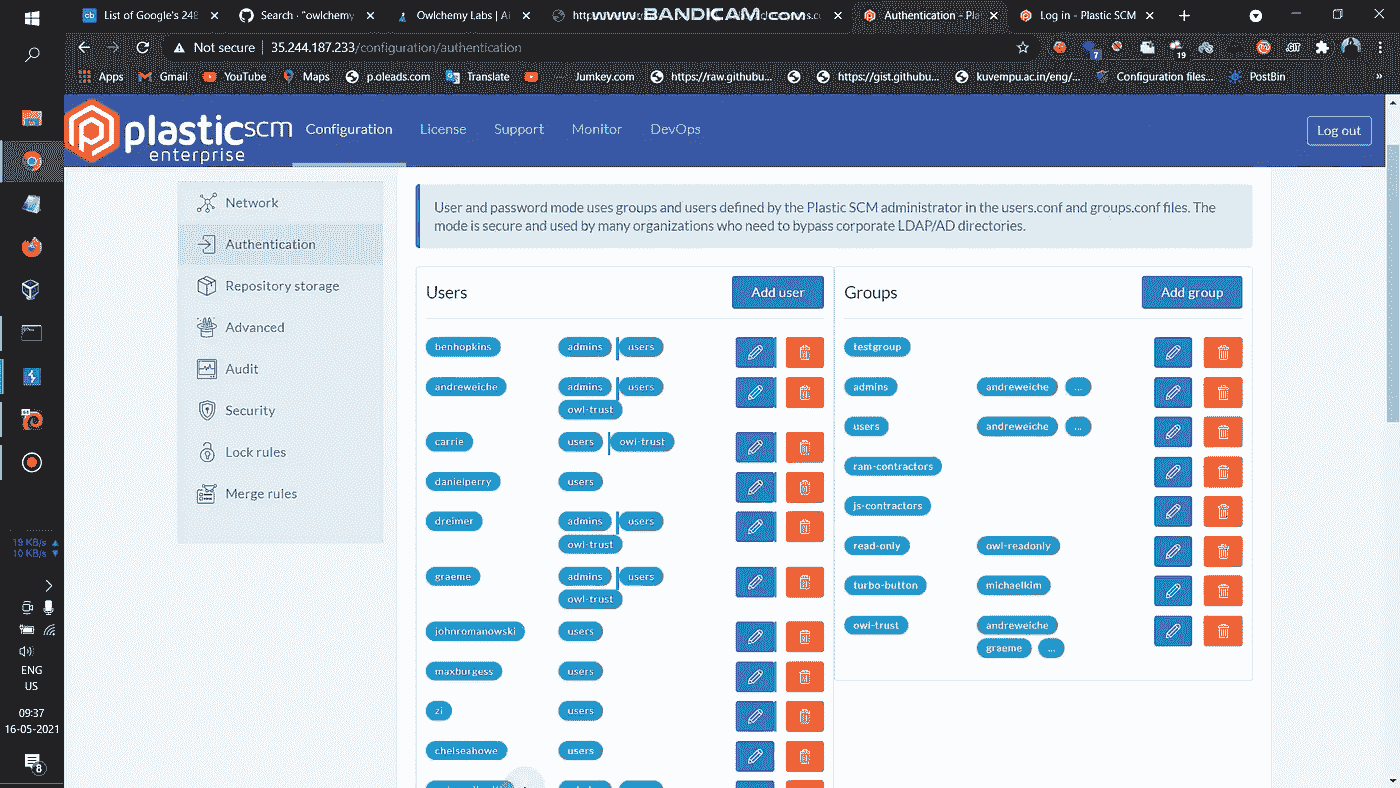 List of Google's 248
Search · "owlchemy
Owlchemy Labs | Ai
www.BANDICAM.com
Authentication - Pla
Log in - Plastic SCM
Not secure | 35.244.187.233/configuration/authentication
7
19
GIT
Apps Gmail YouTube Maps p.oleads.com Translate Jumkey.com https://raw.githubu... https://gist.githubu... kuvempu.ac.in/eng/... Configuration files... PostBin »
plasticscm
enterprise
Configuration License Support Monitor DevOps Log out
Network
Authentication
Repository storage
Advanced
Audit
Security
Lock rules
Merge rules
User and password mode uses groups and users defined by the Plastic SCM administrator in the users.conf and groups.conf files. The
mode is secure and used by many organizations who need to bypass corporate LDAP/AD directories.
Users Add user
benhopkins admins users
andreweiche admins users
owl-trust
carrie users owl-trust
danielperry users
dreimer admins users
owl-trust
graeme admins users
owl-trust
johnromanowski users
maxburgess users
zi users
chelseahowe users
Groups Add group
testgroup
admins andreweiche ...
users andreweiche ...
ram-contractors
js-contractors
read-only owl-readonly
turbo-button michaelkim
owl-trust andreweiche
graeme ...
19 KB/s
10 KB/s
ENG
US
09:37
16-05-2021
8